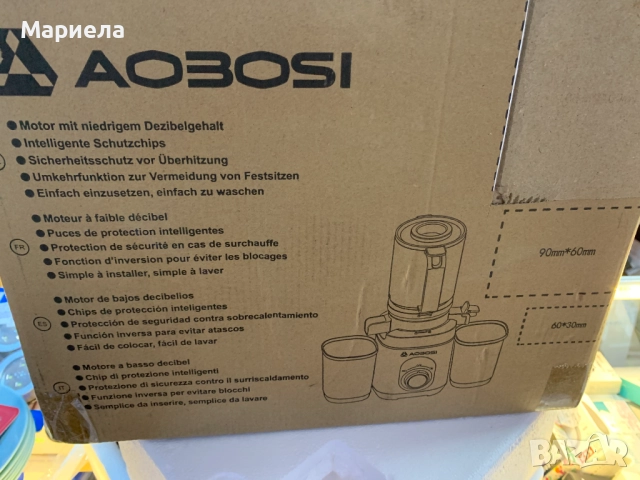 Мариела
AOBOSI
● Motor mit niedrigem Dezibelgehalt
● Intelligente Schutzchips
● Sicherheitsschutz vor Überhitzung
● Umkehrfunktion zur Vermeidung von Festsitzen
● Einfach einzusetzen, einfach zu waschen
FR
● Moteur à faible décibel
● Puces de protection intelligentes
● Protection de sécurité en cas de surchauffe
● Fonction d'inversion pour éviter les blocages
● Simple à installer, simple à laver
ES
● Motor de bajos decibelios
● Chips de protección inteligentes
● Protección de seguridad contra sobrecalentamiento
● Función inversa para evitar atascos
● Fácil de colocar, fácil de lavar
IT
● Motore a basso decibel
● Chip di protezione intelligenti
● Protezione di sicurezza contro il surriscaldamento
● Funzione inversa per evitare blocchi
● Semplice da inserire, semplice da lavare
AOBOSI
90mm*60mm
60*30mm
BAZAR